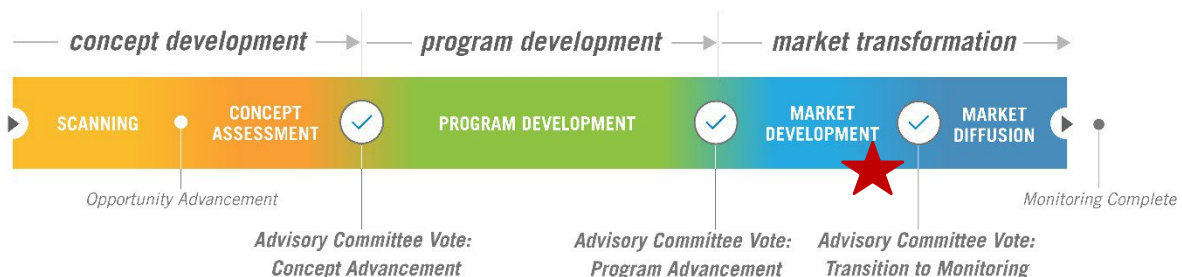 concept development
program development
market transformation
SCANNING
CONCEPT
ASSESSMENT
PROGRAM DEVELOPMENT
MARKET
DEVELOPMENT
MARKET
DIFFUSION
Opportunity Advancement
Monitoring Complete
Advisory Committee Vote:
Concept Advancement
Advisory Committee Vote:
Program Advancement
Advisory Committee Vote:
Transition to Monitoring